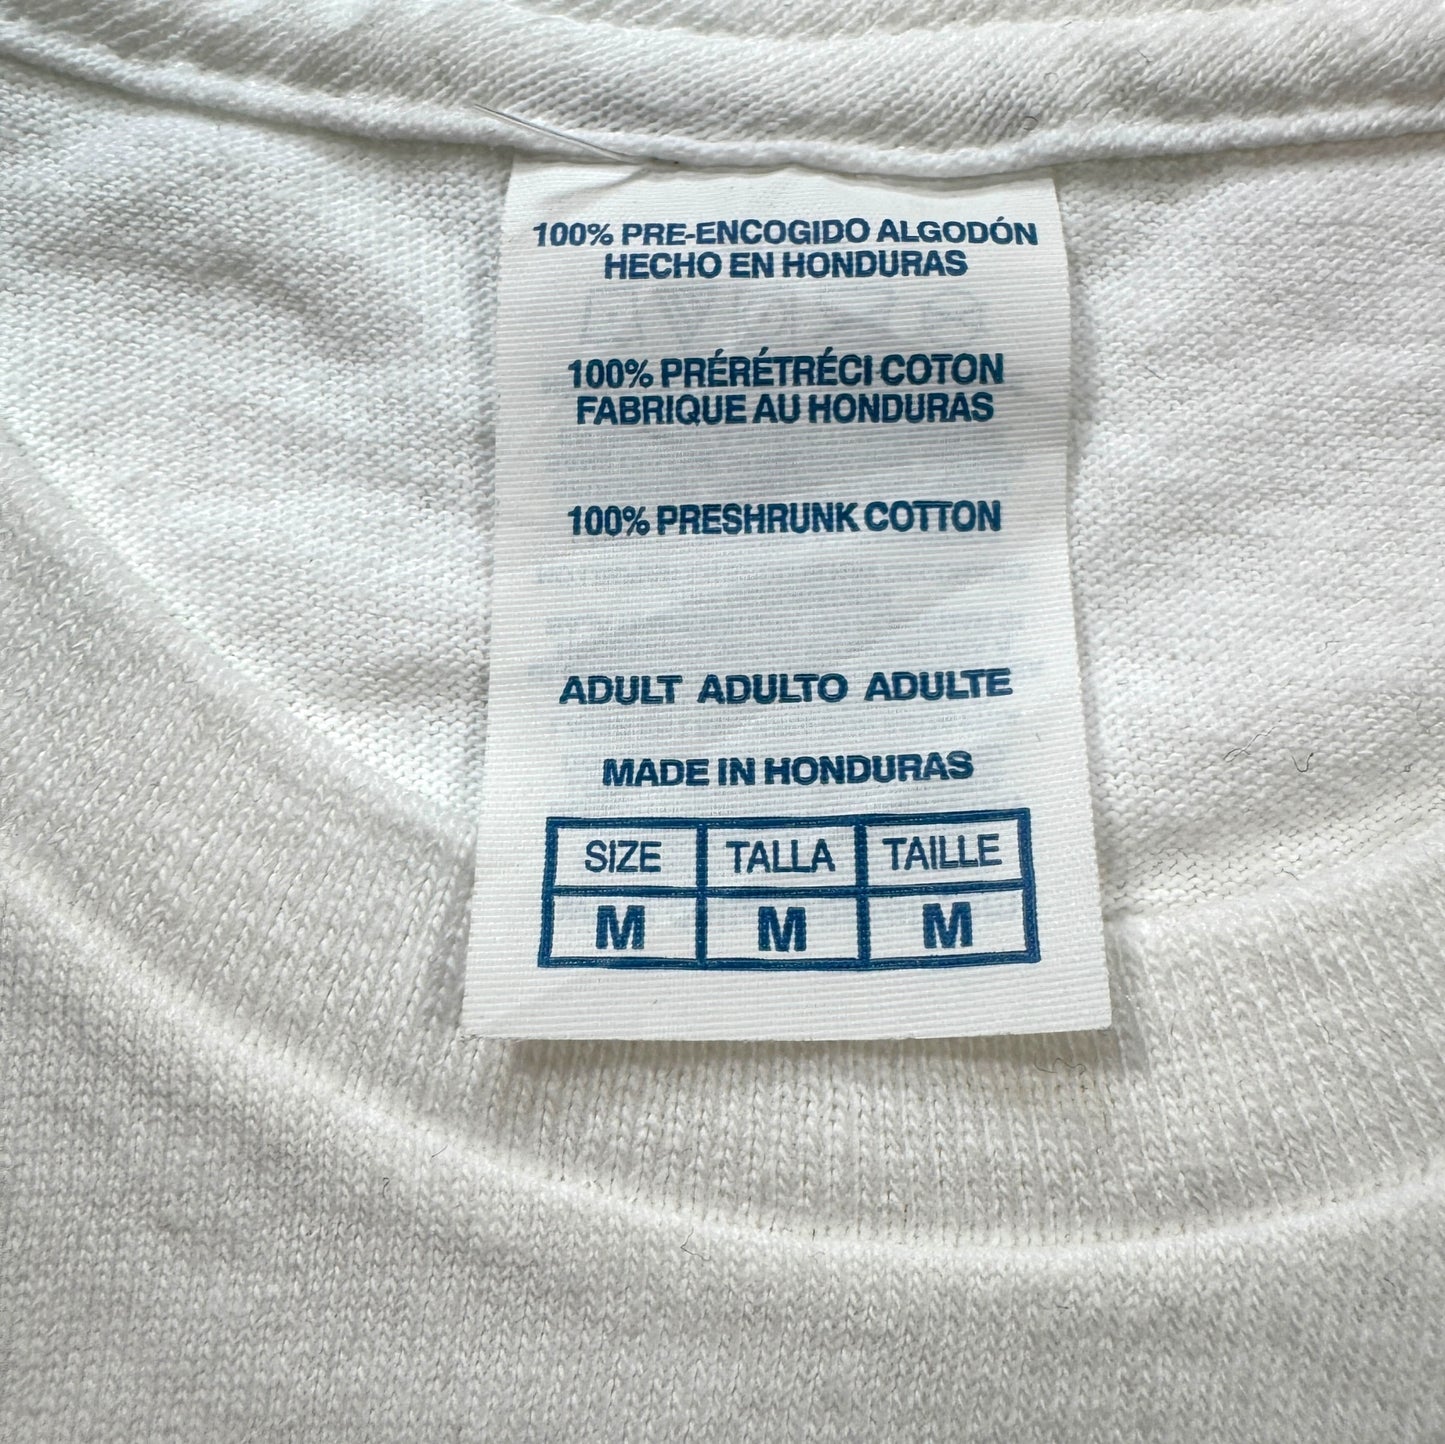 100% PRE-ENCOGIDO ALGODÓN
HECHO EN HONDURAS
100% PRÉRÉTRÉCI COTON
FABRIQUE AU HONDURAS
100% PRESHRUNK COTTON
ADULT ADULTO ADULTE
MADE IN HONDURAS
SIZE TALLA TAILLE
M M M